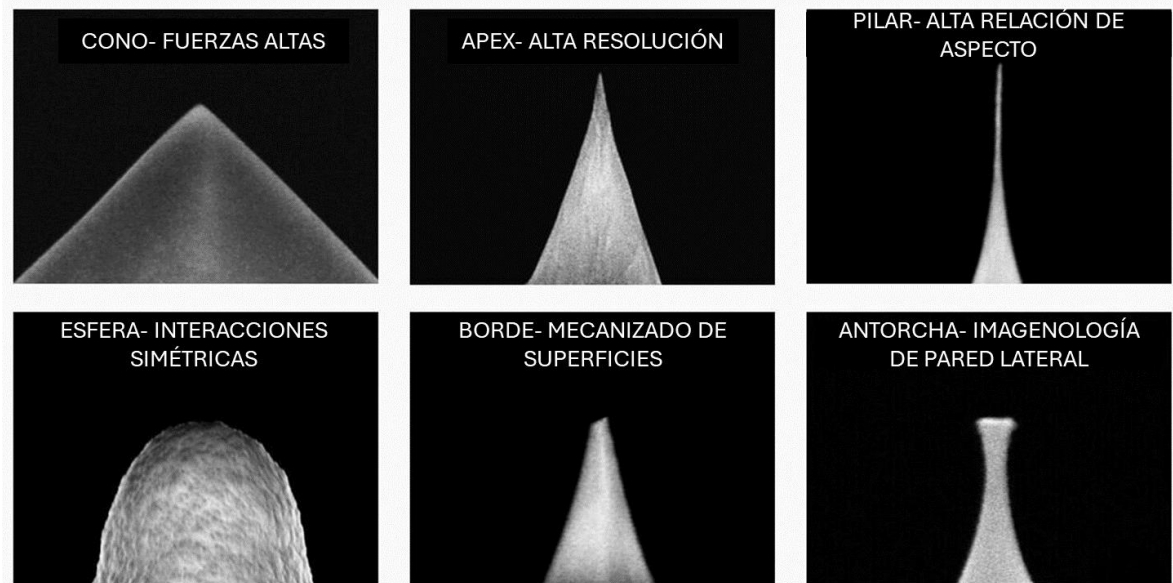 CONO- FUERZAS ALTAS
APEX- ALTA RESOLUCIÓN
PILAR- ALTA RELACIÓN DE
ASPECTO
ESFERA- INTERACCIONES
SIMÉTRICAS
BORDE- MECANIZADO DE
SUPERFICIES
ANTORCHA- IMAGENOLOGÍA
DE PARED LATERAL